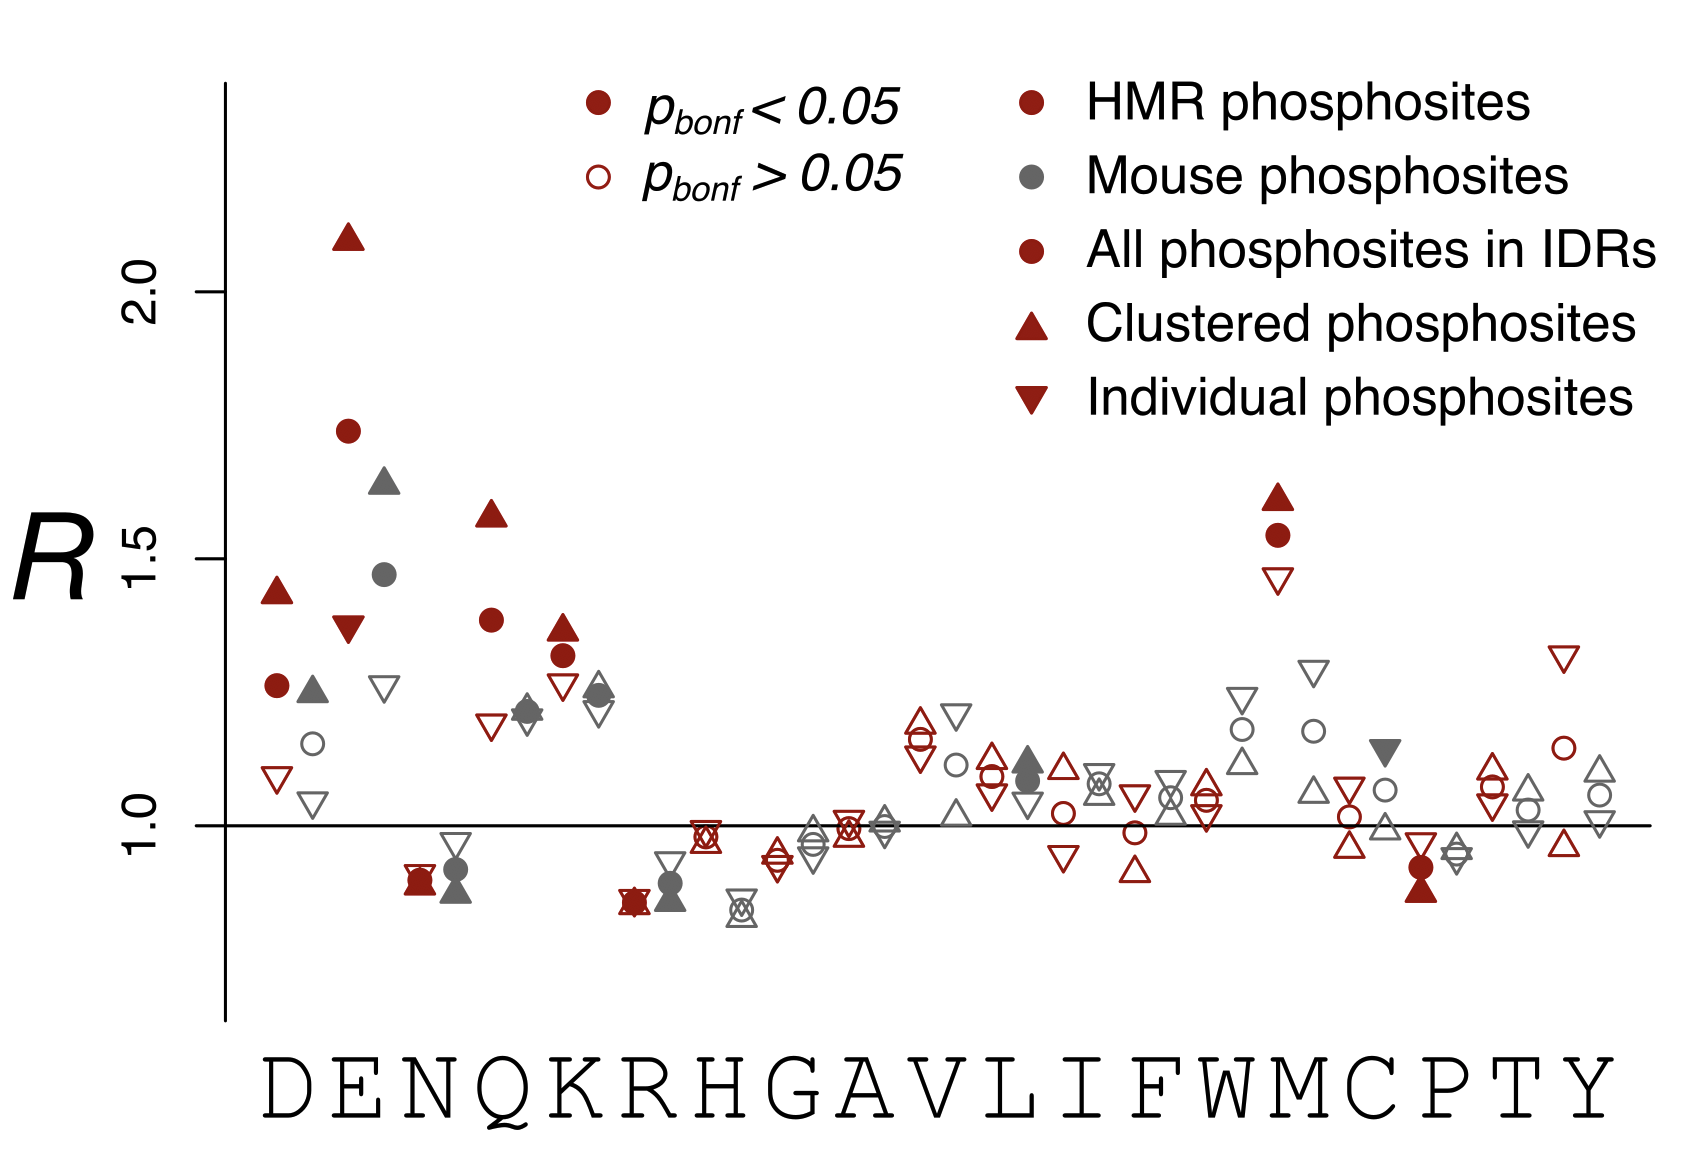 p_bonf < 0.05
p_bonf > 0.05
HMR phosphosites
Mouse phosphosites
All phosphosites in IDRs
Clustered phosphosites
Individual phosphosites
R
2.0
1.5
1.0
D E N Q K R H G A V L I F W M C P T Y